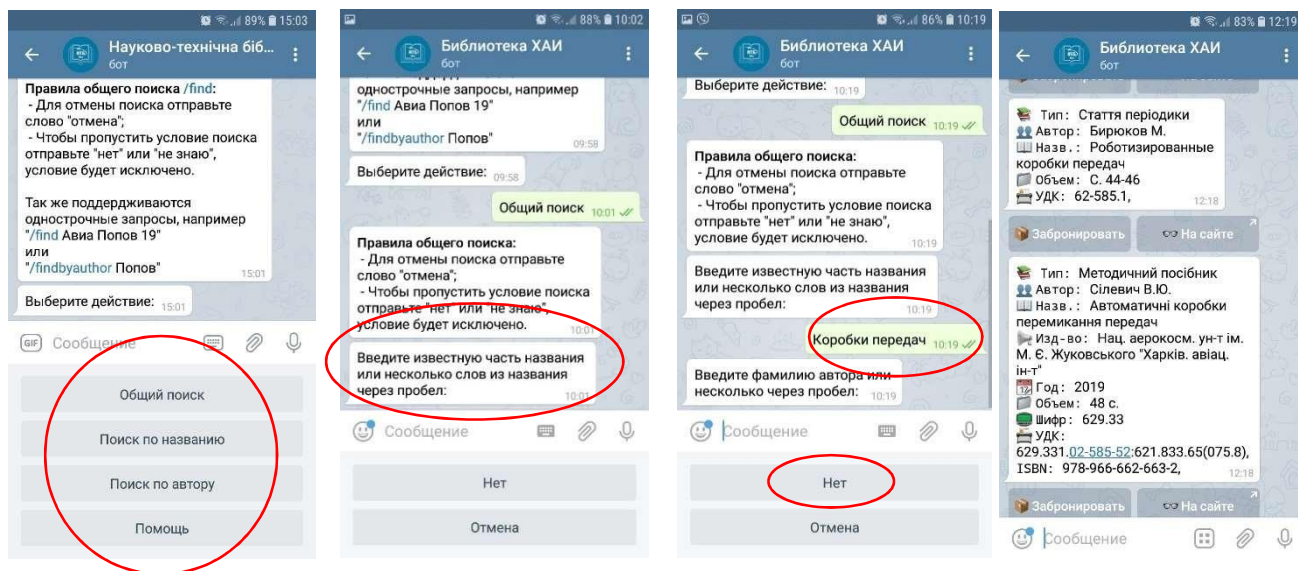 89% 15:03
Науково-технічна біб...
бот
Правила общего поиска /find:
- Для отмены поиска отправьте
слово "отмена";
- Чтобы пропустить условие поиска
отправьте "нет" или "не знаю",
условие будет исключено.
Так же поддерживаются
однострочные запросы, например
"/find Авиа Попов 19"
или
"/findbyauthor Попов"
15:01
Выберите действие: 15:01
GIF Сообщение
Общий поиск
Поиск по названию
Поиск по автору
Помощь
88% 10:02
Библиотека ХАИ
бот
однострочные запросы, например
"/find Авиа Попов 19"
или
"/findbyauthor Попов"
09:58
Выберите действие: 09:58
Общий поиск 10:01
Правила общего поиска:
- Для отмены поиска отправьте
слово "отмена";
- Чтобы пропустить условие поиска
отправьте "нет" или "не знаю",
условие будет исключено.
10:01
Введите известную часть названия
или несколько слов из названия
через пробел:
10:01
Сообщение
Нет
Отмена
86% 10:19
Библиотека ХАИ
бот
Выберите действие: 10:19
Общий поиск 10:19
Правила общего поиска:
- Для отмены поиска отправьте
слово "отмена";
- Чтобы пропустить условие поиска
отправьте "нет" или "не знаю",
условие будет исключено.
10:19
Введите известную часть названия
или несколько слов из названия
через пробел:
10:19
Коробки передач 10:19
Введите фамилию автора или
несколько через пробел: 10:19
Сообщение
Нет
Отмена
83% 12:19
Библиотека ХАИ
бот
Забронировать На сайте
Тип: Стаття періодики
Автор: Бирюков М.
Назв.: Роботизированные
коробки передач
Объем: С. 44-46
УДК: 62-585.1,
12:18
Забронировать На сайте
Тип: Методичний посібник
Автор: Сілевич В.Ю.
Назв.: Автоматичні коробки
перемикання передач
Изд-во: Нац. аерокосм. ун-т ім.
М. Є. Жуковського "Харків. авіац.
ін-т"
Год: 2019
Объем: 48 с.
Шифр: 629.33
УДК:
629.331.02-585-52:621.833.65(075.8),
ISBN: 978-966-662-663-2,
12:18
Забронировать На сайте
Сообщение